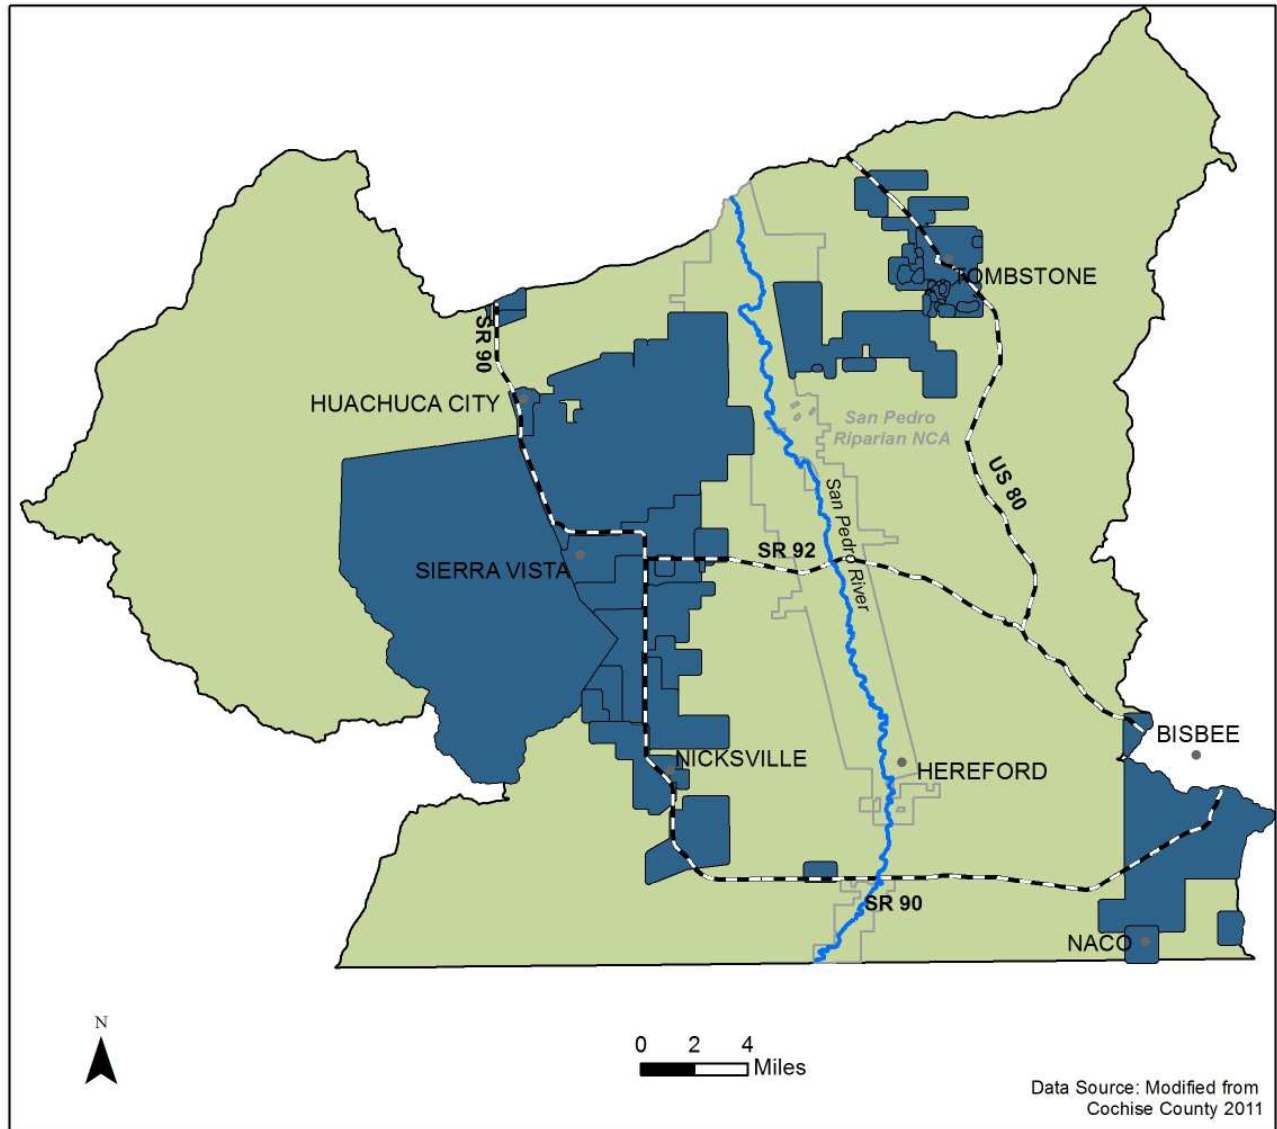 TOMBSTONE
SR 90
HUACHUCA CITY
San Pedro
Riparian NCA
US 80
San Pedro River
SR 92
SIERRA VISTA
BISBEE
NICKSVILLE
HEREFORD
SR 90
NACO
N
0 2 4
Miles
Data Source: Modified from
Cochise County 2011